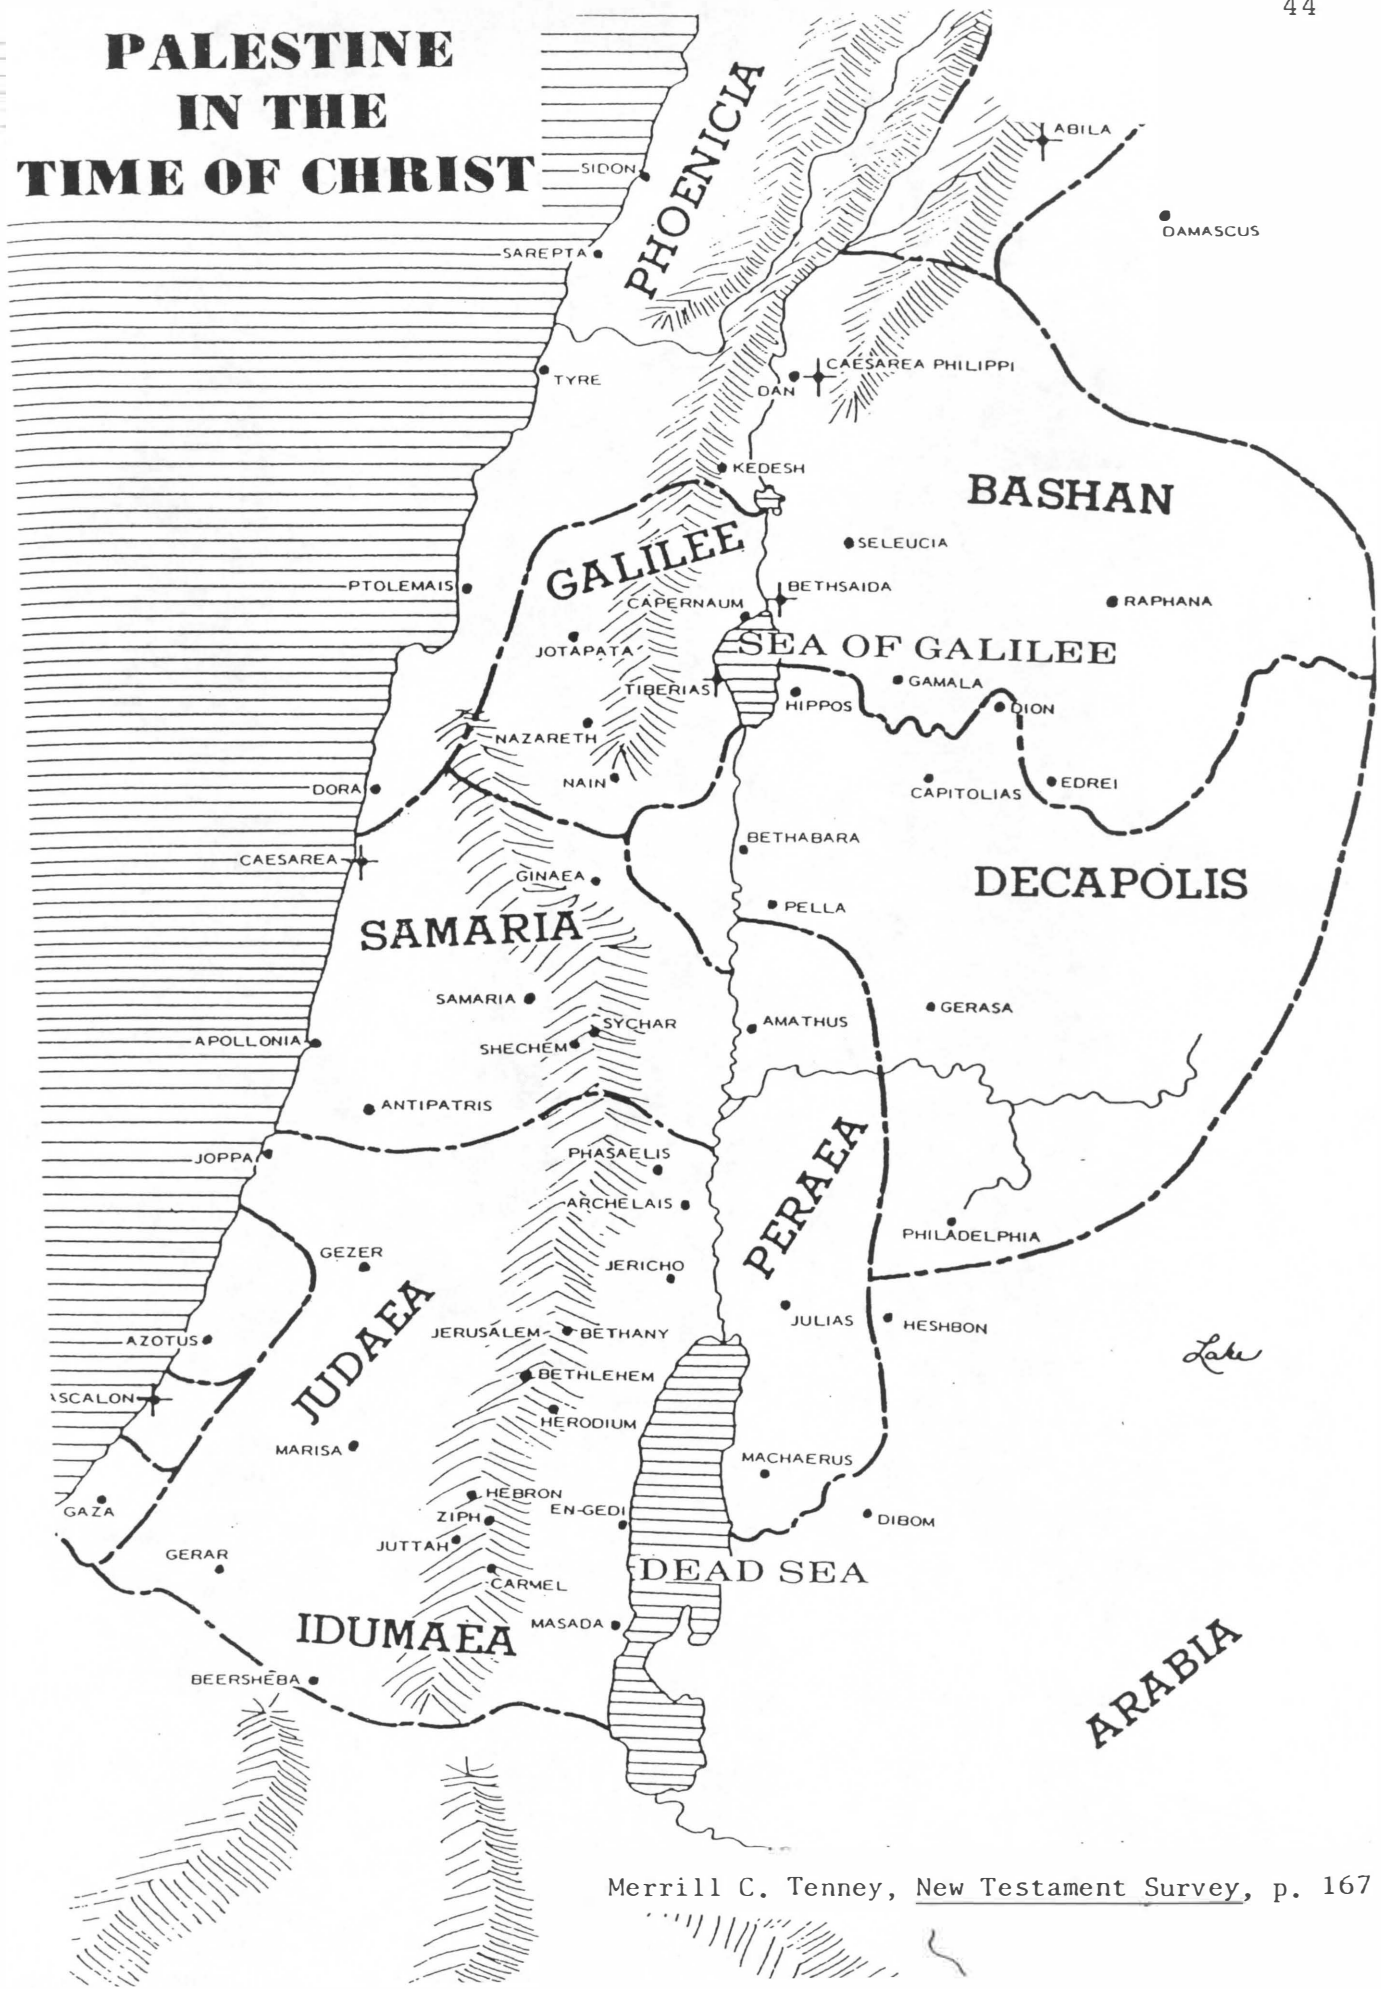 44
PALESTINE
IN THE
TIME OF CHRIST
PHOENICIA
ABILA
SIDON
DAMASCUS
SAREPTA
TYRE
CAESAREA PHILIPPI
DAN
KEDESH
BASHAN
GALILEE
SELEUCIA
PTOLEMAIS
BETHSAIDA
CAPERNAUM
RAPHANA
JOTAPATA
SEA OF GALILEE
TIBERIAS
GAMALA
HIPPOS
DION
NAZARETH
NAIN
DORA
CAPITOLIAS
EDREI
BETHABARA
CAESAREA
GINAEA
DECAPOLIS
PELLA
SAMARIA
SAMARIA
GERASA
SYCHAR
AMATHUS
APOLLONIA
SHECHEM
ANTIPATRIS
PERAEA
JOPPA
PHASAELIS
ARCHELAIS
PHILADELPHIA
GEZER
JERICHO
JUDAEA
JULIAS
HESHBON
AZOTUS
JERUSALEM
BETHANY
Lake
BETHLEHEM
ASCALON
HERODIUM
MARISA
MACHAERUS
HEBRON
GAZA
ZIPH
EN-GEDI
DIBOM
JUTTAH
GERAR
DEAD SEA
CARMEL
IDUMAEA
MASADA
BEERSHEBA
ARABIA
Merrill C. Tenney, New Testament Survey, p. 167